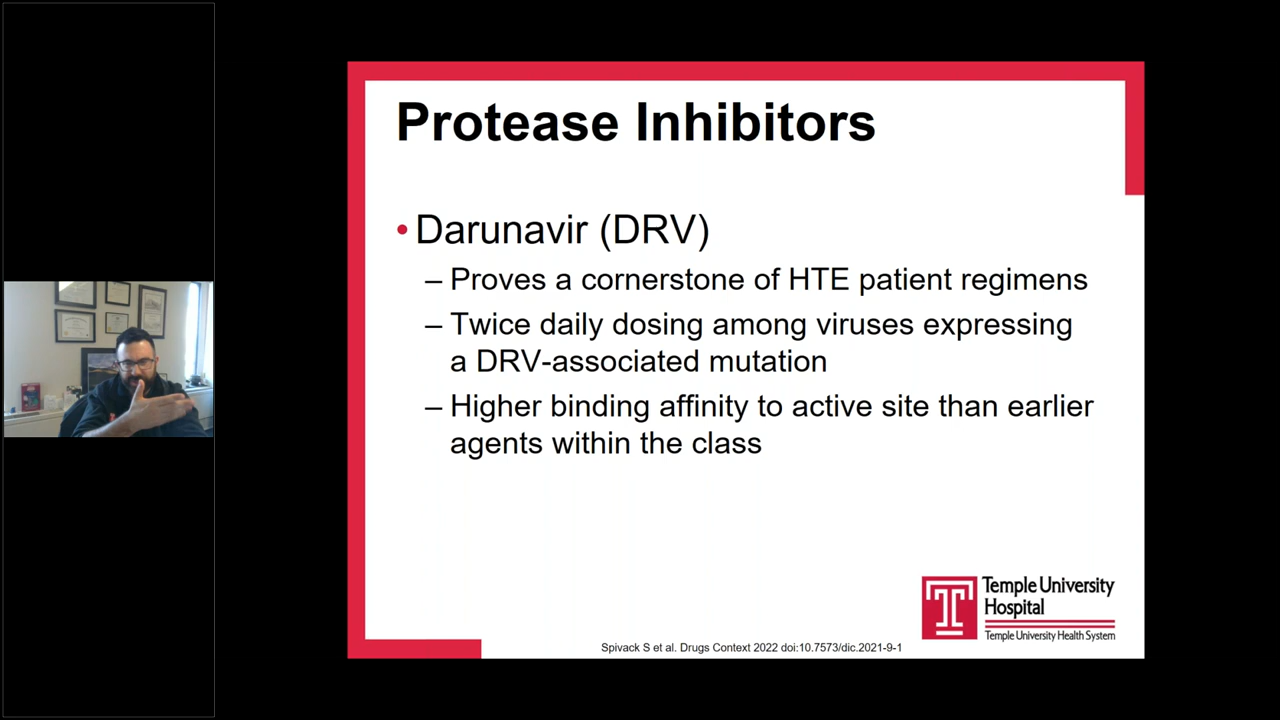 Protease Inhibitors
• Darunavir (DRV)
– Proves a cornerstone of HTE patient regimens
– Twice daily dosing among viruses expressing
a DRV-associated mutation
– Higher binding affinity to active site than earlier
agents within the class
Temple University
Hospital
Temple University Health System
Spivack S et al. Drugs Context 2022 doi:10.7573/dic.2021-9-1